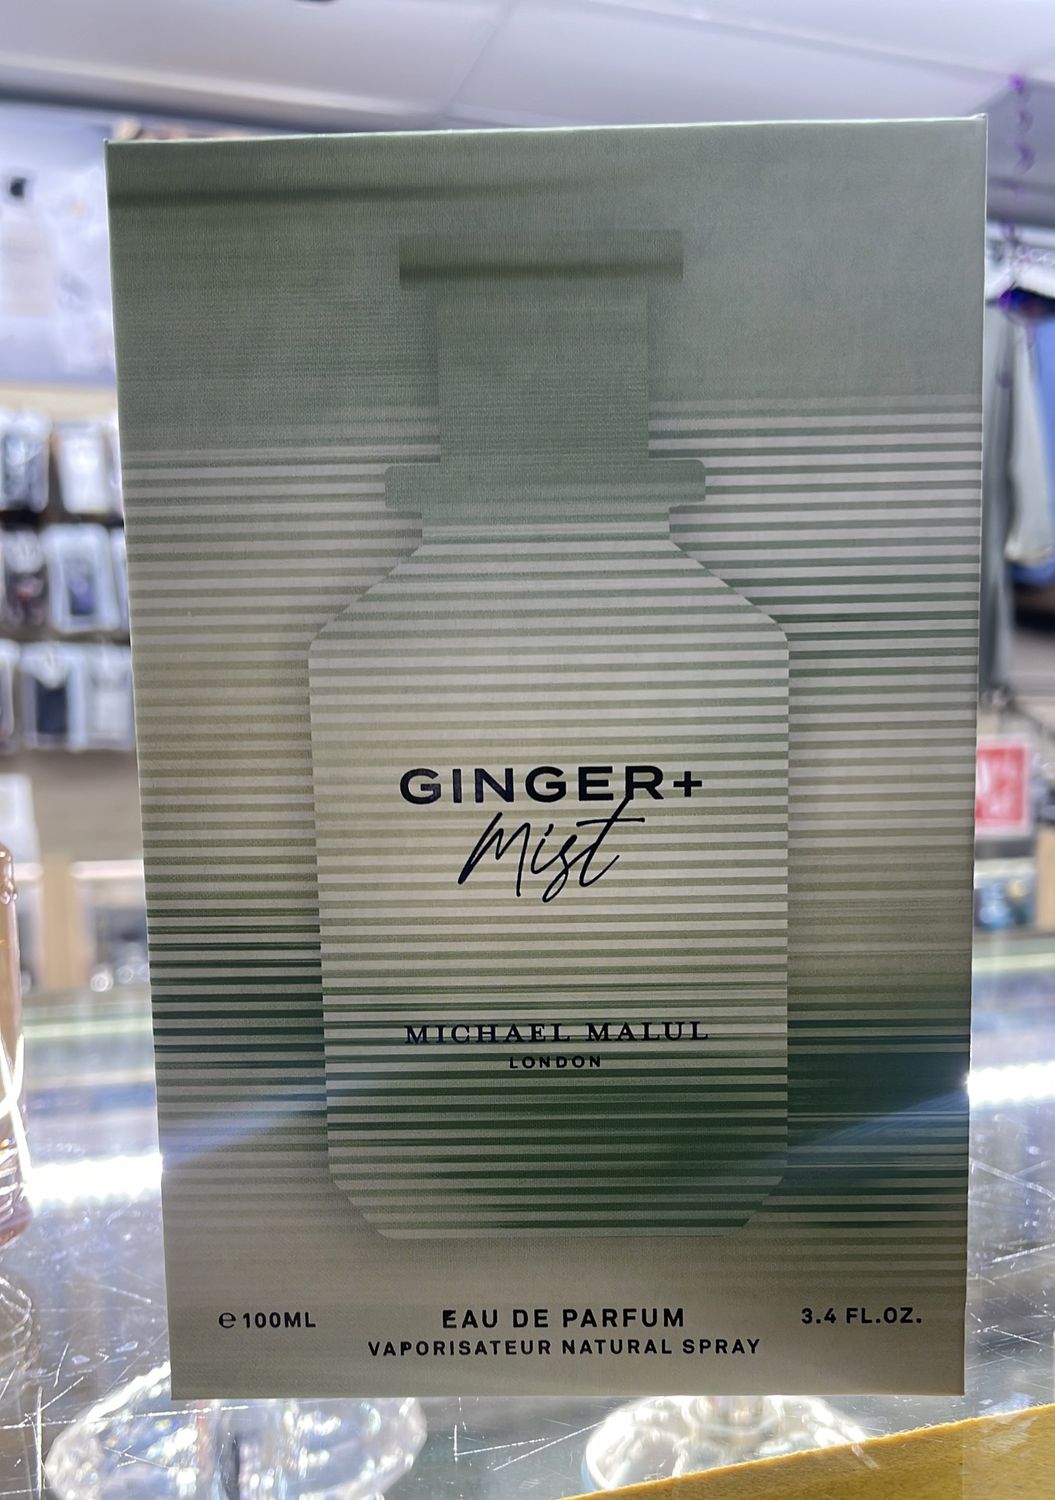 GINGER+
Mist
MICHAEL MALUL
LONDON
℮ 100ML
EAU DE PARFUM
3.4 FL.OZ.
VAPORISATEUR NATURAL SPRAY